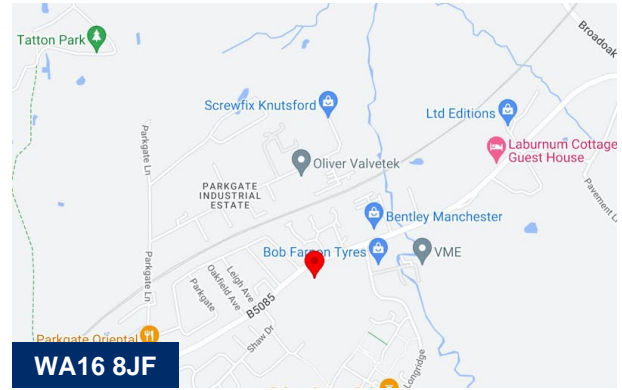 Tatton Park
Broadoak
Screwfix Knutsford
Ltd Editions
Parkgate Ln
Laburnum Cottage
Guest House
Oliver Valvetek
PARKGATE
INDUSTRIAL
ESTATE
Pavement L
Bentley Manchester
Bob Farnon Tyres
VME
Parkgate Ln
Leigh Ave
Oakfield Ave
Parkgate
B5085
Shaw Dr
Parkgate Oriental
Longridge
WA16 8JF